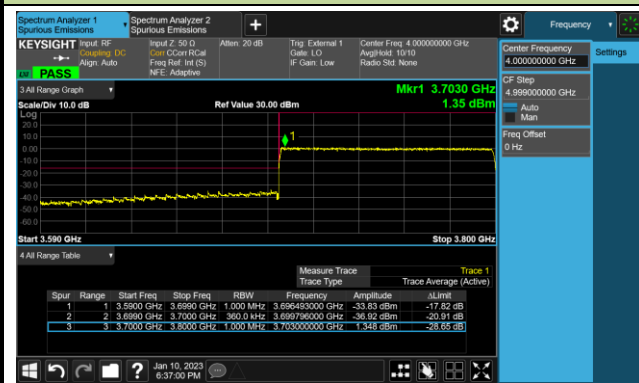 Spectrum Analyzer 1
Spurious Emissions
Spectrum Analyzer 2
Spurious Emissions
+
Frequency
KEYSIGHT
Input: RF
Coupling: DC
Align: Auto
Input Z: 50 Ω
Corr CCorr RCal
Freq Ref: Int (S)
NFE: Adaptive
Atten: 20 dB
Trig: External 1
Gate: LO
IF Gain: Low
Center Freq: 4.000000000 GHz
Avg|Hold: 10/10
Radio Std: None
PASS
Center Frequency
4.000000000 GHz
Settings
CF Step
4.999000000 GHz
Auto
Man
Freq Offset
0 Hz
3 All Range Graph
Mkr1 3.7030 GHz
Scale/Div 10.0 dB
Ref Value 30.00 dBm
1.35 dBm
Log
20.0
10.0
0.00
-10.0
-20.0
-30.0
-40.0
-50.0
-60.0
1
Start 3.590 GHz
Stop 3.800 GHz
4 All Range Table
Measure Trace Trace 1
Trace Type Trace Average (Active)
Spur Range Start Freq Stop Freq RBW Frequency Amplitude ΔLimit
1 1 3.5900 GHz 3.6990 GHz 1.000 MHz 3.696493000 GHz -33.83 dBm -17.82 dB
2 2 3.6990 GHz 3.7000 GHz 360.0 kHz 3.699796000 GHz -36.92 dBm -20.91 dB
3 3 3.7000 GHz 3.8000 GHz 1.000 MHz 3.703000000 GHz 1.348 dBm -28.65 dB
Jan 10, 2023
6:37:00 PM